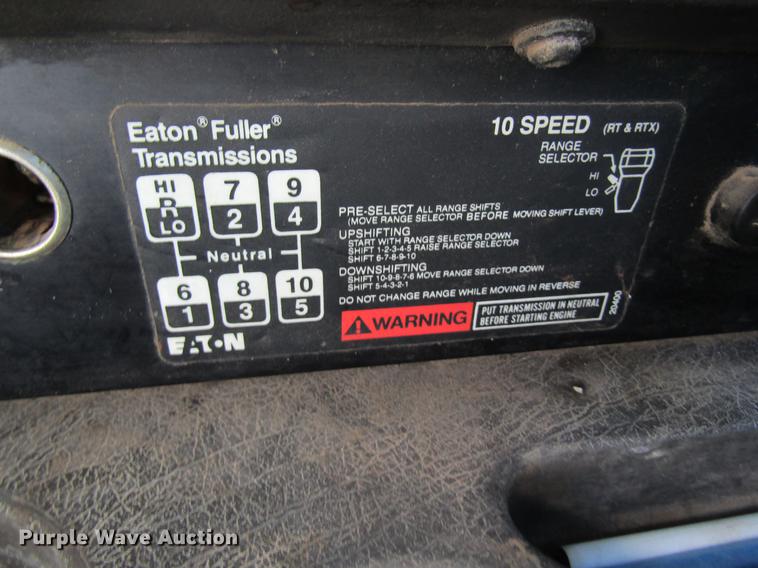 Eaton® Fuller®
Transmissions
10 SPEED (RT & RTX)
RANGE
SELECTOR
HI
LO
HI
R
LO
7
2
9
4
Neutral
6
1
8
3
10
5
EATON
PRE-SELECT ALL RANGE SHIFTS
(MOVE RANGE SELECTOR BEFORE MOVING SHIFT LEVER)
UPSHIFTING
START WITH RANGE SELECTOR DOWN
SHIFT 1-2-3-4-5 RAISE RANGE SELECTOR
SHIFT 6-7-8-9-10
DOWNSHIFTING
SHIFT 10-9-8-7-6 MOVE RANGE SELECTOR DOWN
SHIFT 5-4-3-2-1
DO NOT CHANGE RANGE WHILE MOVING IN REVERSE
WARNING
PUT TRANSMISSION IN NEUTRAL
BEFORE STARTING ENGINE
20400
Purple Wave Auction